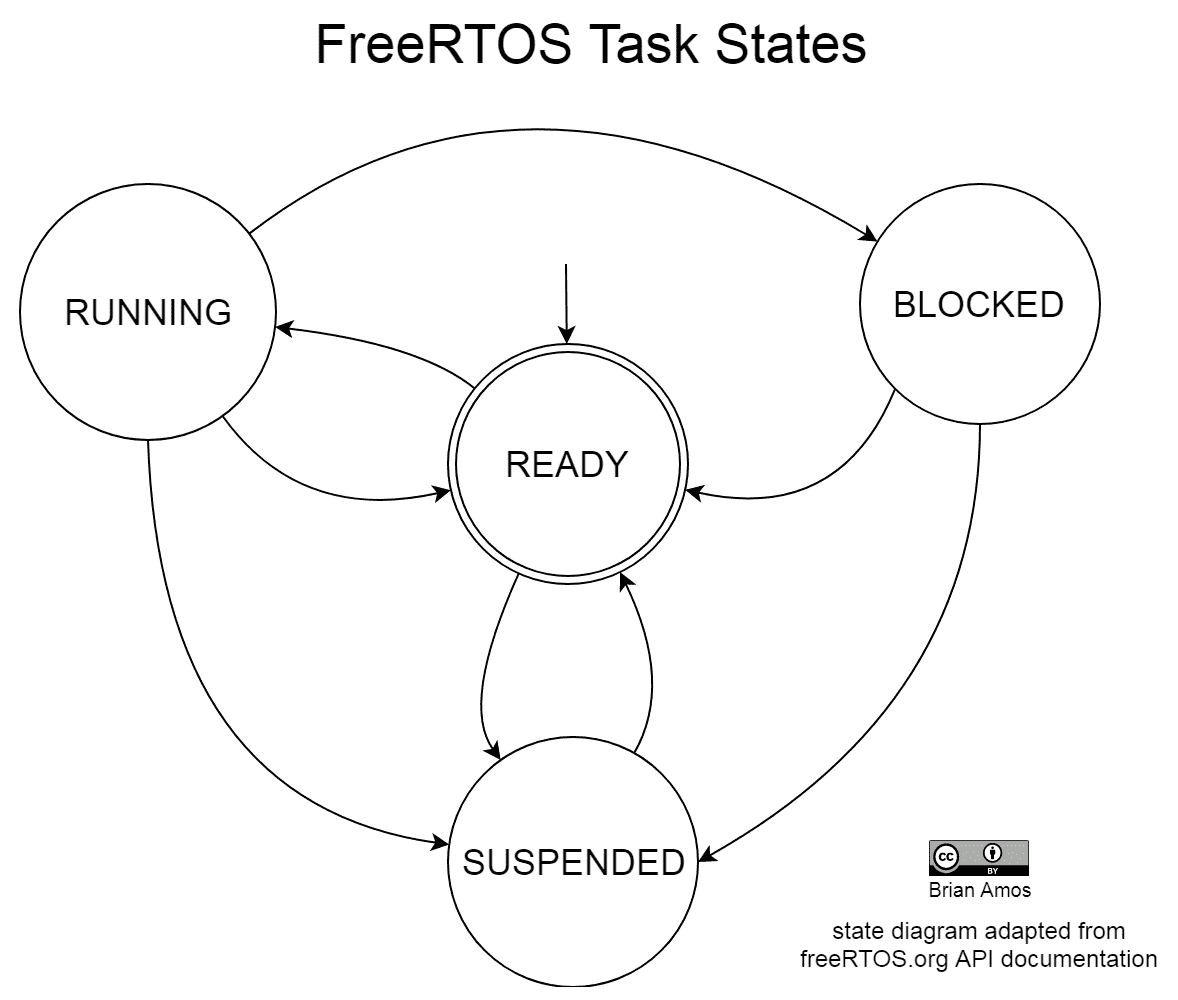 FreeRTOS Task States
RUNNING
BLOCKED
READY
SUSPENDED
cc
BY
Brian Amos
state diagram adapted from
freeRTOS.org API documentation